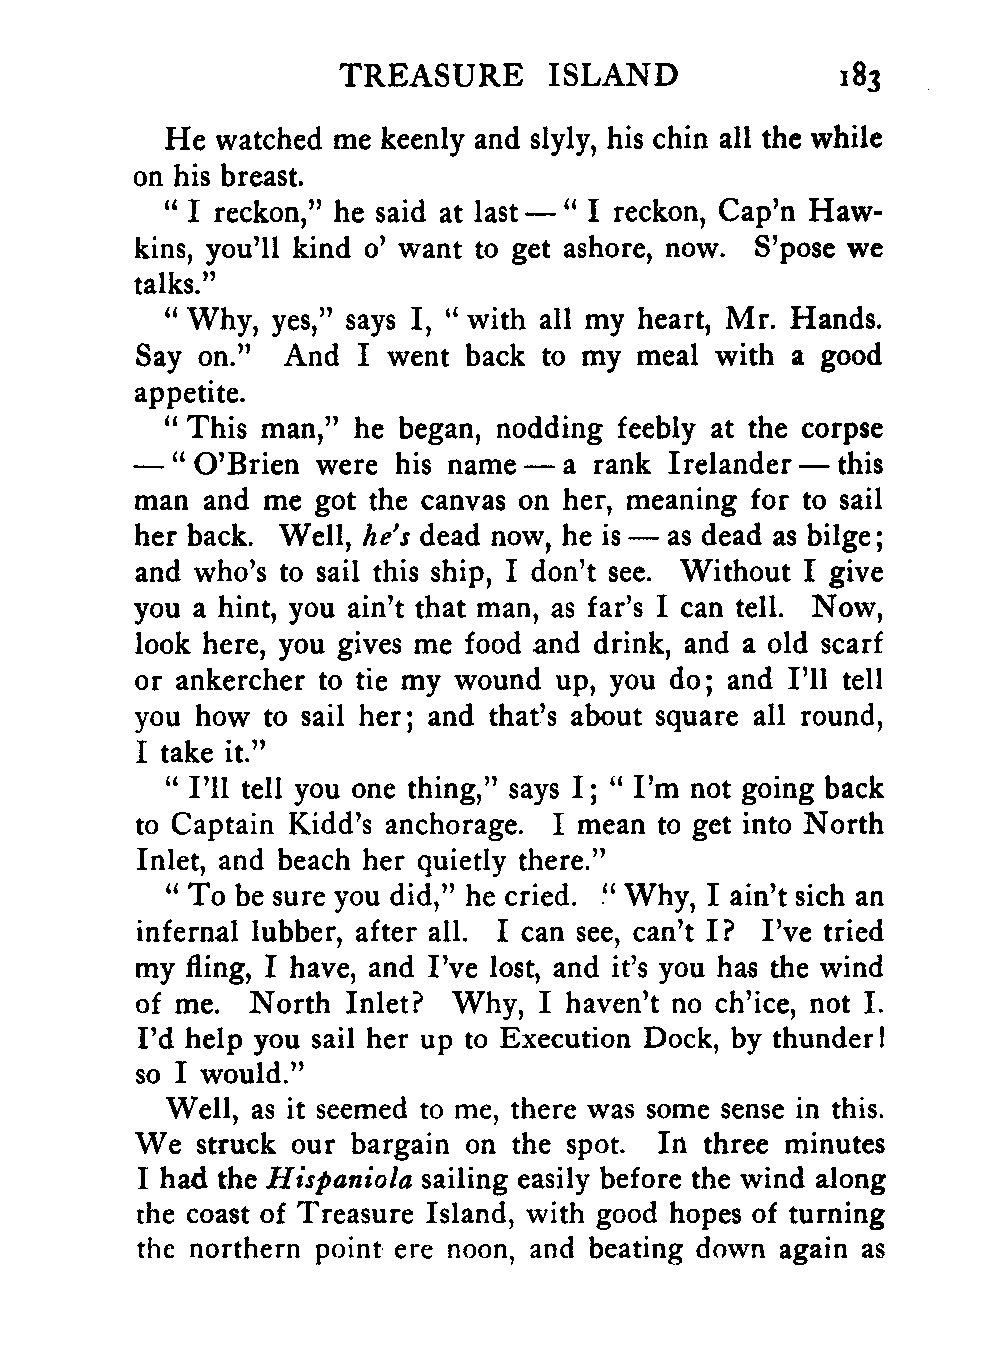 TREASURE ISLAND 183
He watched me keenly and slyly, his chin all the while
on his breast.
“ I reckon,” he said at last — “ I reckon, Cap’n Haw-
kins, you’ll kind o’ want to get ashore, now. S’pose we
talks.”
“ Why, yes,” says I, “ with all my heart, Mr. Hands.
Say on.” And I went back to my meal with a good
appetite.
“ This man,” he began, nodding feebly at the corpse
— “ O’Brien were his name — a rank Irelander — this
man and me got the canvas on her, meaning for to sail
her back. Well, he’s dead now, he is — as dead as bilge;
and who’s to sail this ship, I don’t see. Without I give
you a hint, you ain’t that man, as far’s I can tell. Now,
look here, you gives me food and drink, and a old scarf
or ankercher to tie my wound up, you do; and I’ll tell
you how to sail her; and that’s about square all round,
I take it.”
“ I’ll tell you one thing,” says I; “ I’m not going back
to Captain Kidd’s anchorage. I mean to get into North
Inlet, and beach her quietly there.”
“ To be sure you did,” he cried. “ Why, I ain’t sich an
infernal lubber, after all. I can see, can’t I? I’ve tried
my fling, I have, and I’ve lost, and it’s you has the wind
of me. North Inlet? Why, I haven’t no ch’ice, not I.
I’d help you sail her up to Execution Dock, by thunder!
so I would.”
Well, as it seemed to me, there was some sense in this.
We struck our bargain on the spot. In three minutes
I had the Hispaniola sailing easily before the wind along
the coast of Treasure Island, with good hopes of turning
the northern point ere noon, and beating down again as